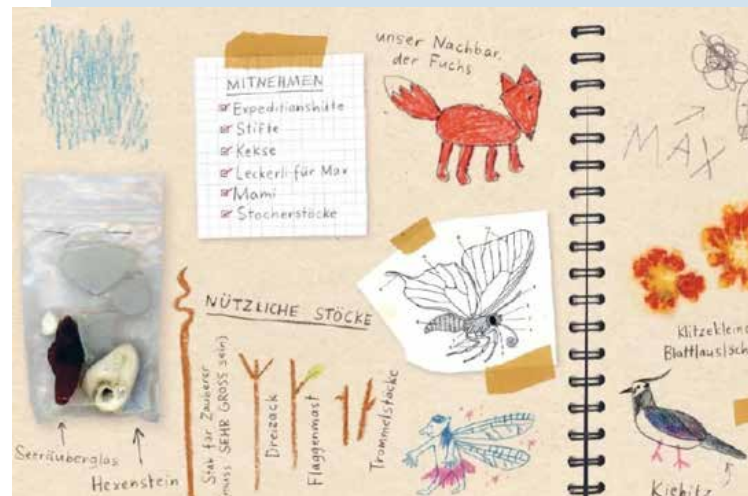 MITNEHMEN
Expeditionshüte
Stifte
Kekse
Leckerli für Max
Mami
Stocherstöcke
unser Nachbar,
der Fuchs
MAX
NÜTZLICHE STÖCKE
Stab für Zauberer
(muss SEHR GROSS sein)
Dreizack
Flaggenmast
Trommelstöcke
Seeräuberglas
Hexenstein
Klitzekleine
Kiebitz